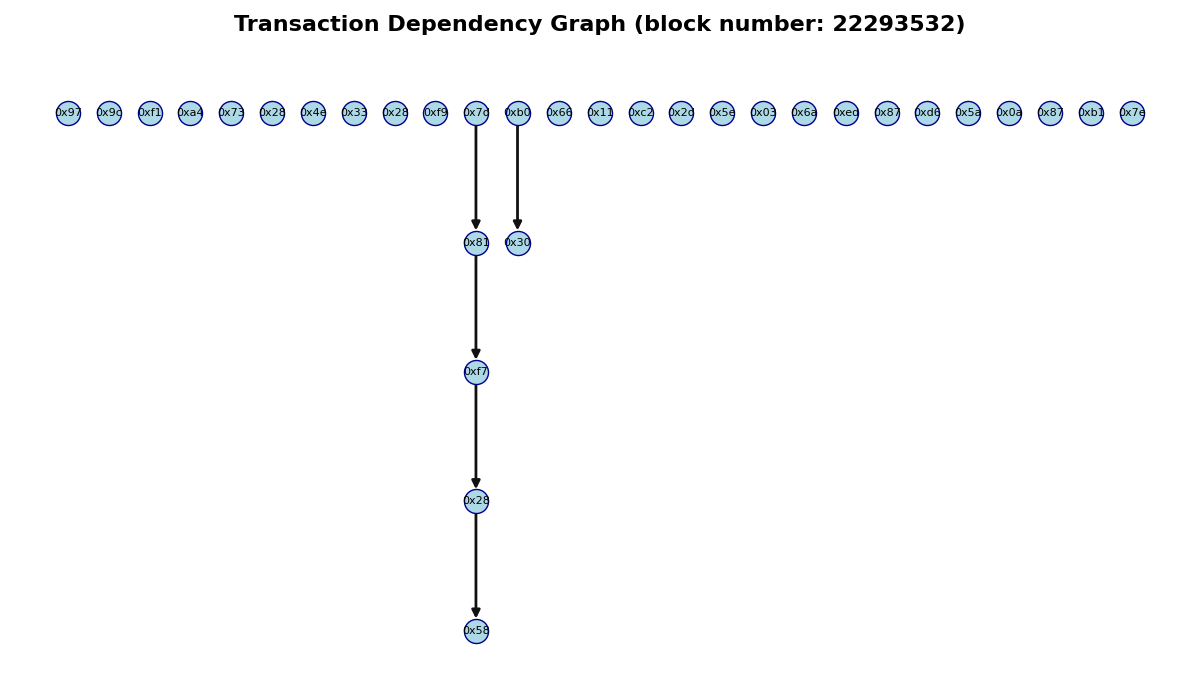 Transaction Dependency Graph (block number: 22293532)
0x97 0x9c 0xf1 0xa4 0x73 0x28 0x4e 0x33 0x28 0xf9 0x7d 0xb0 0x66 0x11 0xc2 0x2d 0x5e 0x03 0x6a 0xed 0x87 0xd6 0x5a 0x0a 0x87 0xb1 0x7e
0x81 0x30
0xf7
0x28
0x58